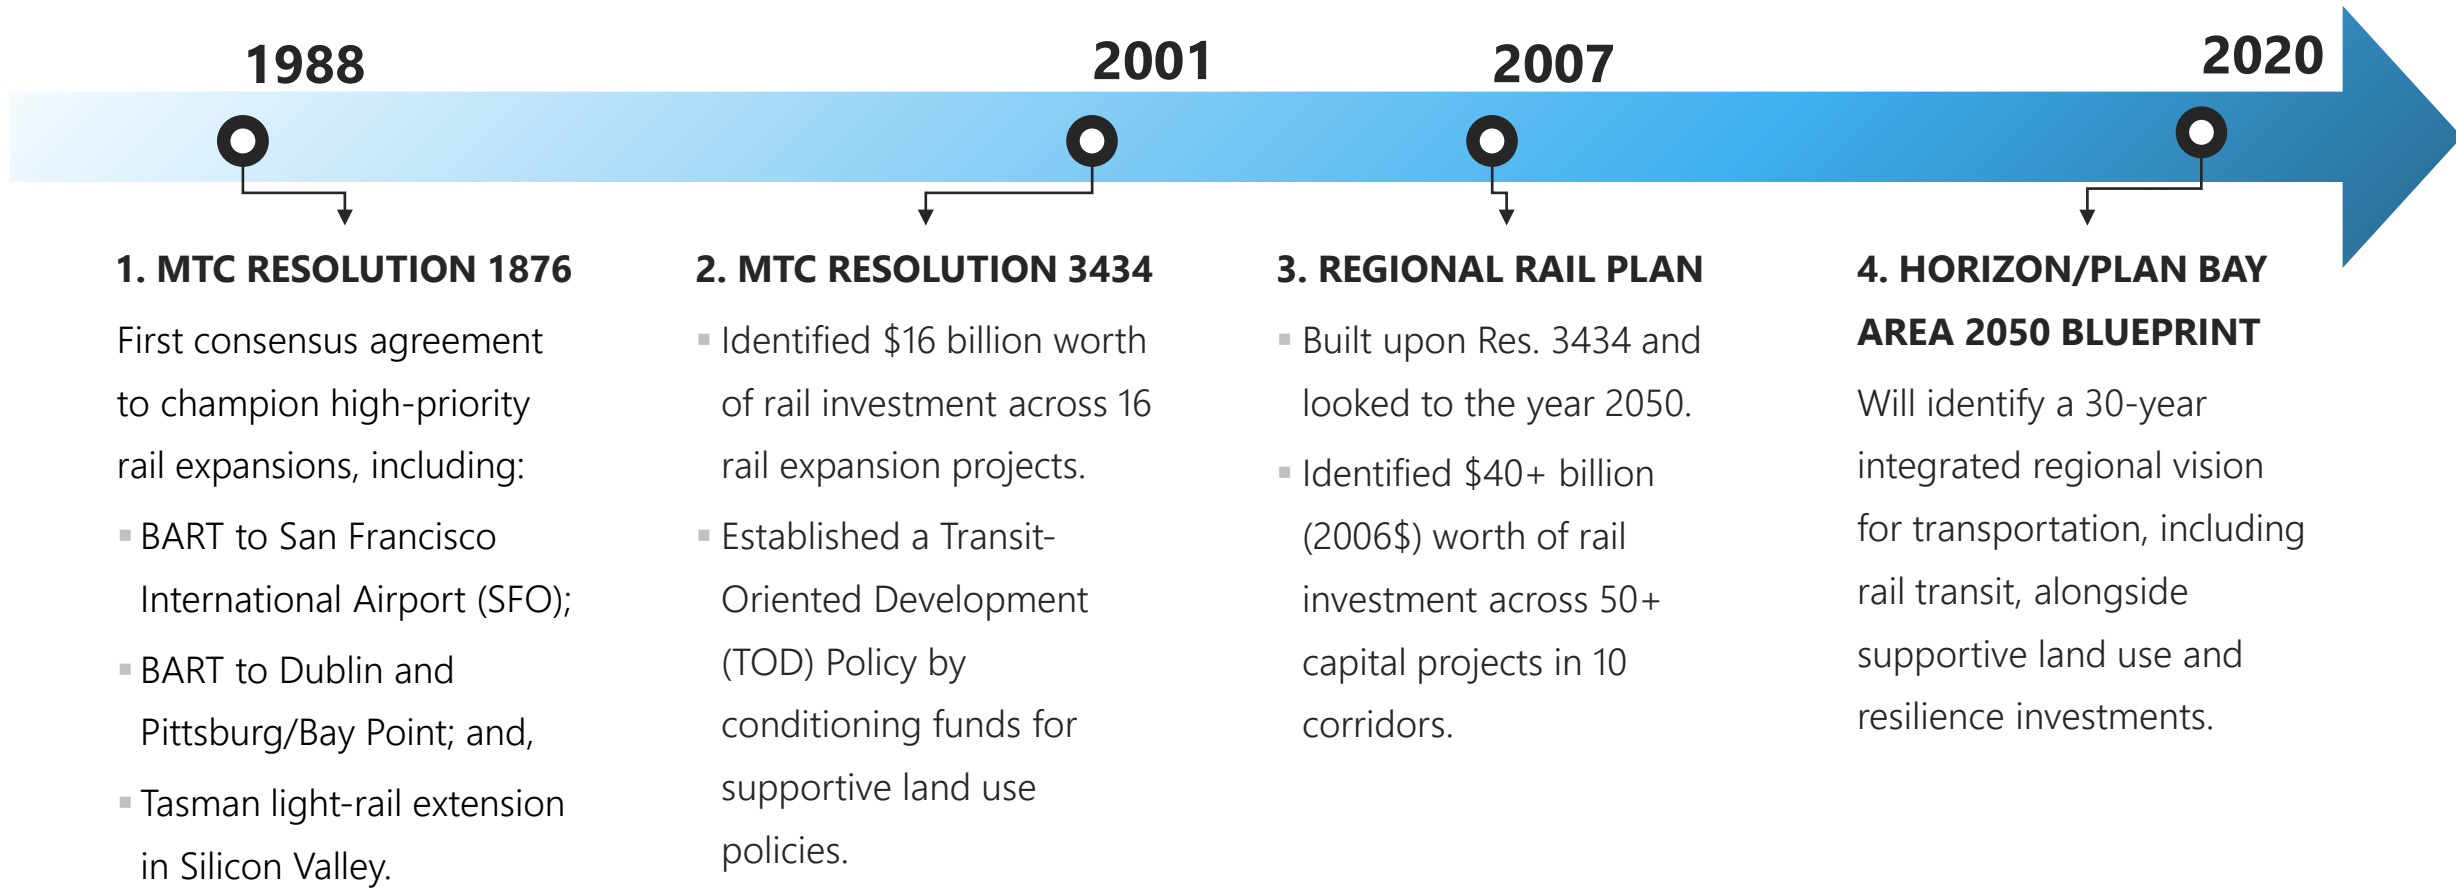 1988
2001
2007
2020
1. MTC RESOLUTION 1876
First consensus agreement
to champion high-priority
rail expansions, including:
▪ BART to San Francisco
International Airport (SFO);
▪ BART to Dublin and
Pittsburg/Bay Point; and,
▪ Tasman light-rail extension
in Silicon Valley.
2. MTC RESOLUTION 3434
▪ Identified $16 billion worth
of rail investment across 16
rail expansion projects.
▪ Established a Transit-
Oriented Development
(TOD) Policy by
conditioning funds for
supportive land use
policies.
3. REGIONAL RAIL PLAN
▪ Built upon Res. 3434 and
looked to the year 2050.
▪ Identified $40+ billion
(2006$) worth of rail
investment across 50+
capital projects in 10
corridors.
4. HORIZON/PLAN BAY
AREA 2050 BLUEPRINT
Will identify a 30-year
integrated regional vision
for transportation, including
rail transit, alongside
supportive land use and
resilience investments.